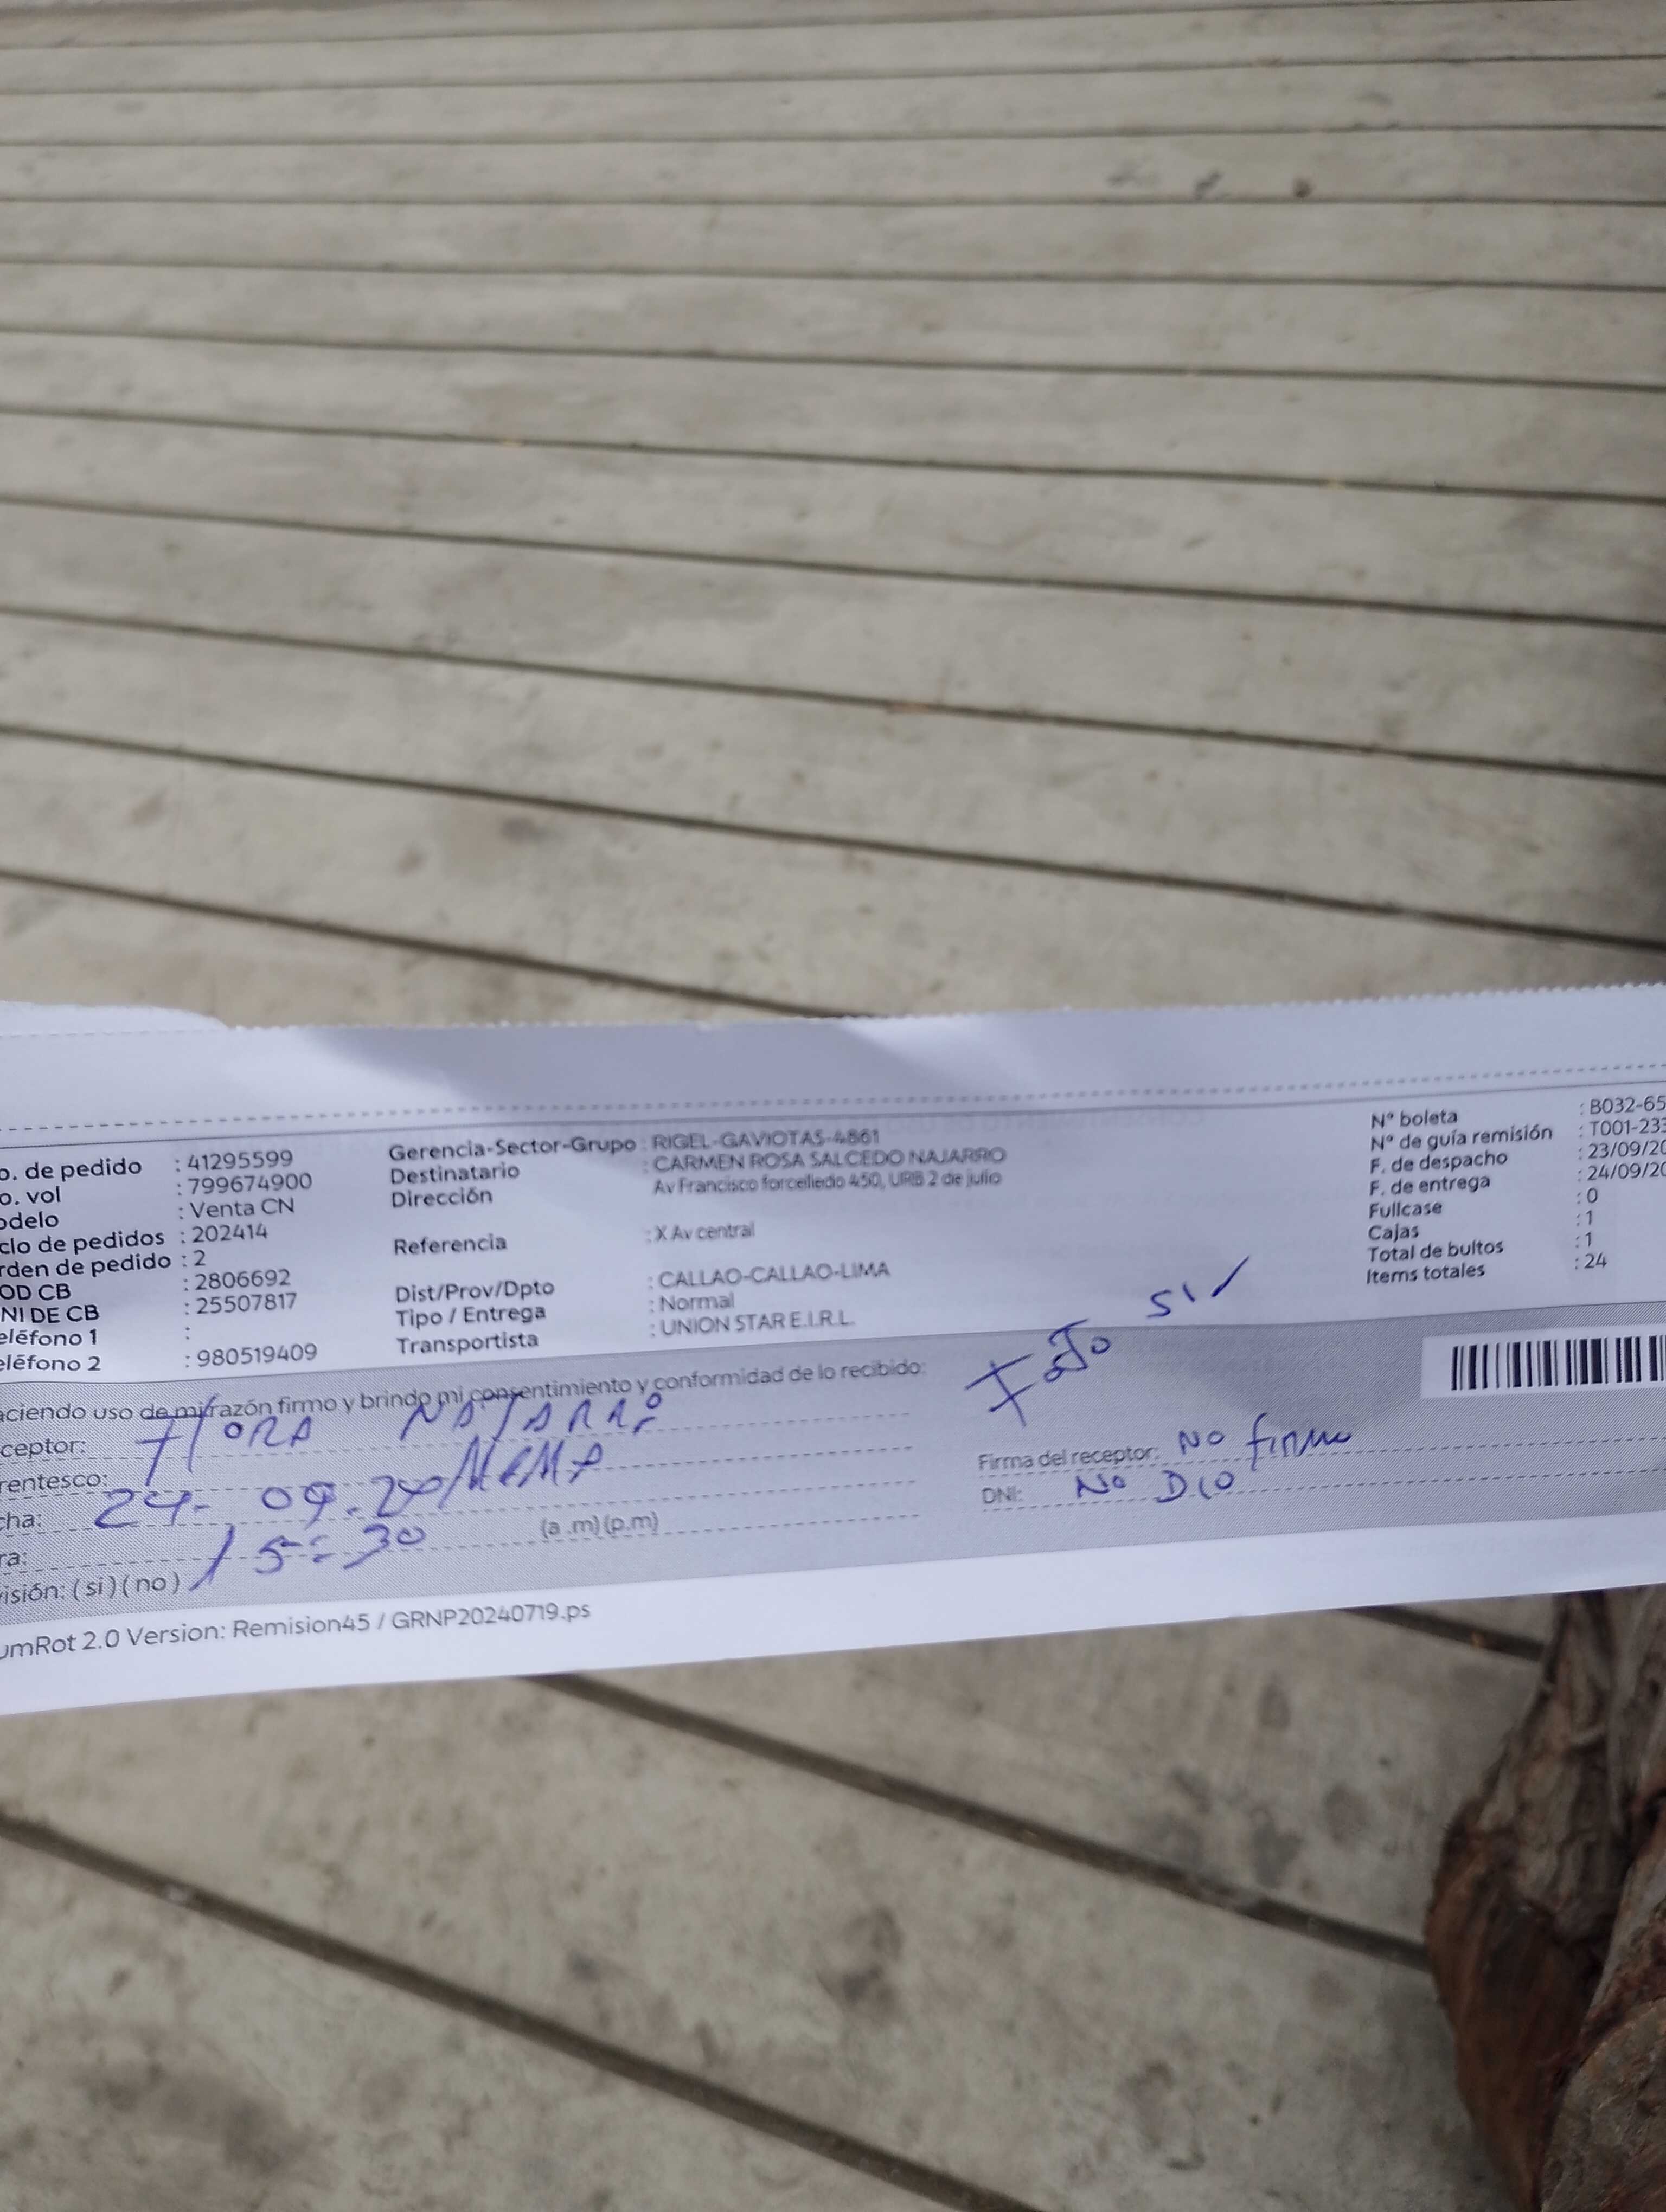 o. de pedido : 41295599
o. vol : 799674900
odelo : Venta CN
clo de pedidos : 202414
rden de pedido : 2
OD CB : 2806692
NI DE CB : 25507817
eléfono 1 :
eléfono 2 : 980519409
Gerencia-Sector-Grupo : RIGEL-GAVIOTAS-4861
Destinatario : CARMEN ROSA SALCEDO NAJARRO
Dirección Av Francisco forcelledo 450, URB 2 de julio
Referencia : X Av central
Dist/Prov/Dpto : CALLAO-CALLAO-LIMA
Tipo / Entrega : Normal
Transportista : UNION STAR E.I.R.L.
N° boleta : B032-65
N° de guía remisión : T001-233
F. de despacho : 23/09/20
F. de entrega : 24/09/20
Fullcase : 0
Cajas : 1
Total de bultos : 1
Items totales : 24
aciendo uso de mi razón firmo y brindo mi consentimiento y conformidad de lo recibido:
ceptor: NAJARRO
rentesco: MAMA
cha: 24-09-
ra: 15:30 (a .m)(p.m)
isión: ( si ) ( no )
Foto si
Firma del receptor: No firmo
DNI: No Dio
umRot 2.0 Version: Remision45 / GRNP20240719.ps